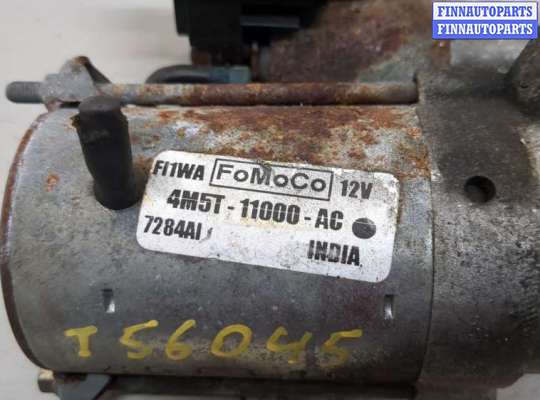 FINNAUTOPARTS
FINNAUTOPARTS
FI1WA FoMoCo 12V
4M5T-11000-AC
7284AI INDIA
T 56045